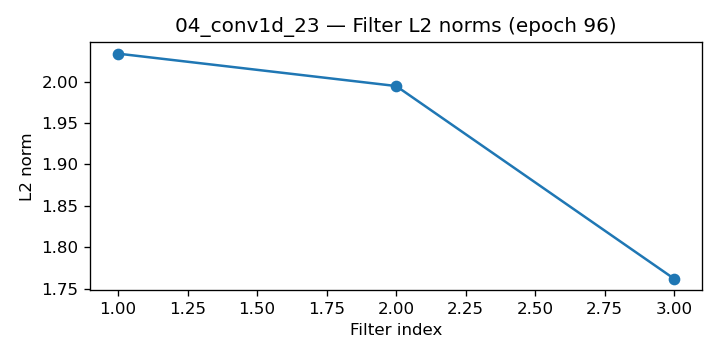 04_conv1d_23 — Filter L2 norms (epoch 96)
L2 norm
2.00
1.95
1.90
1.85
1.80
1.75
1.00 1.25 1.50 1.75 2.00 2.25 2.50 2.75 3.00
Filter index